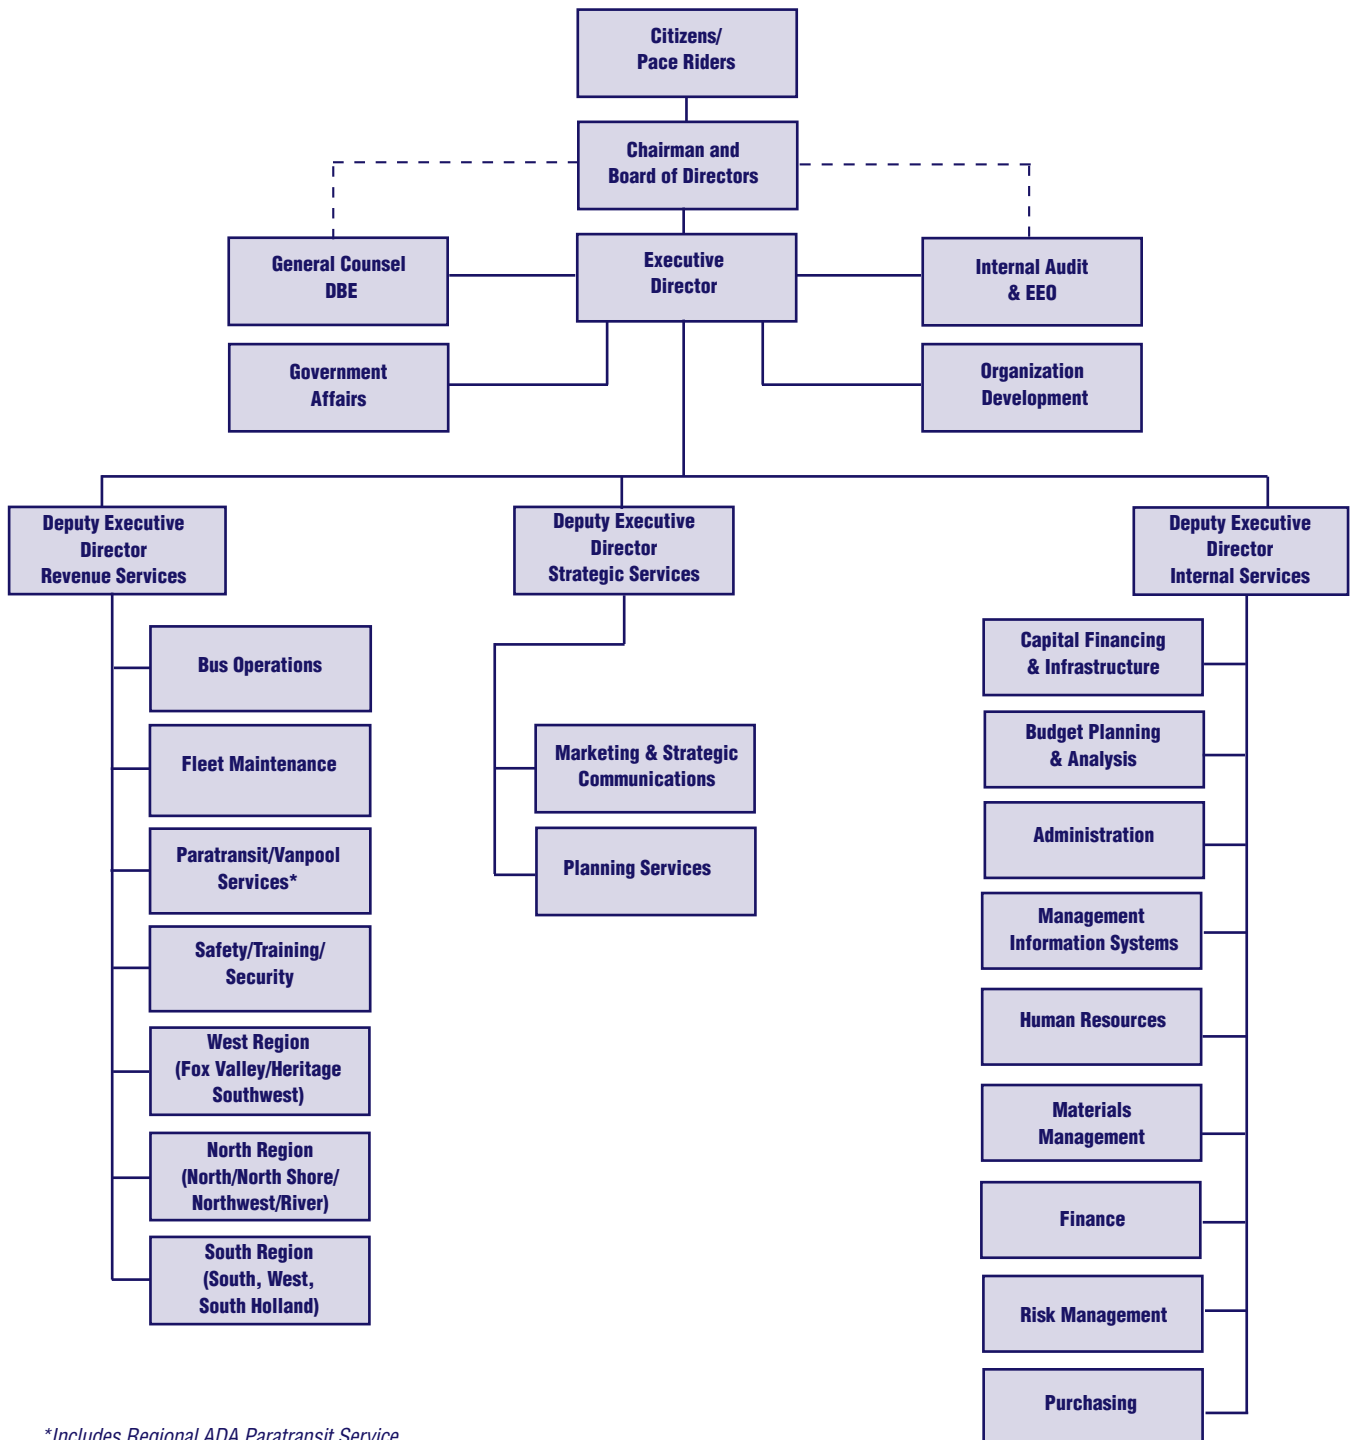 Citizens/
Pace Riders
Chairman and
Board of Directors
General Counsel
DBE
Executive
Director
Internal Audit
& EEO
Government
Affairs
Organization
Development
Deputy Executive
Director
Revenue Services
Deputy Executive
Director
Strategic Services
Deputy Executive
Director
Internal Services
Bus Operations
Fleet Maintenance
Paratransit/Vanpool
Services*
Safety/Training/
Security
West Region
(Fox Valley/Heritage
Southwest)
North Region
(North/North Shore/
Northwest/River)
South Region
(South, West,
South Holland)
Marketing & Strategic
Communications
Planning Services
Capital Financing
& Infrastructure
Budget Planning
& Analysis
Administration
Management
Information Systems
Human Resources
Materials
Management
Finance
Risk Management
Purchasing
*Includes Regional ADA Paratransit Service